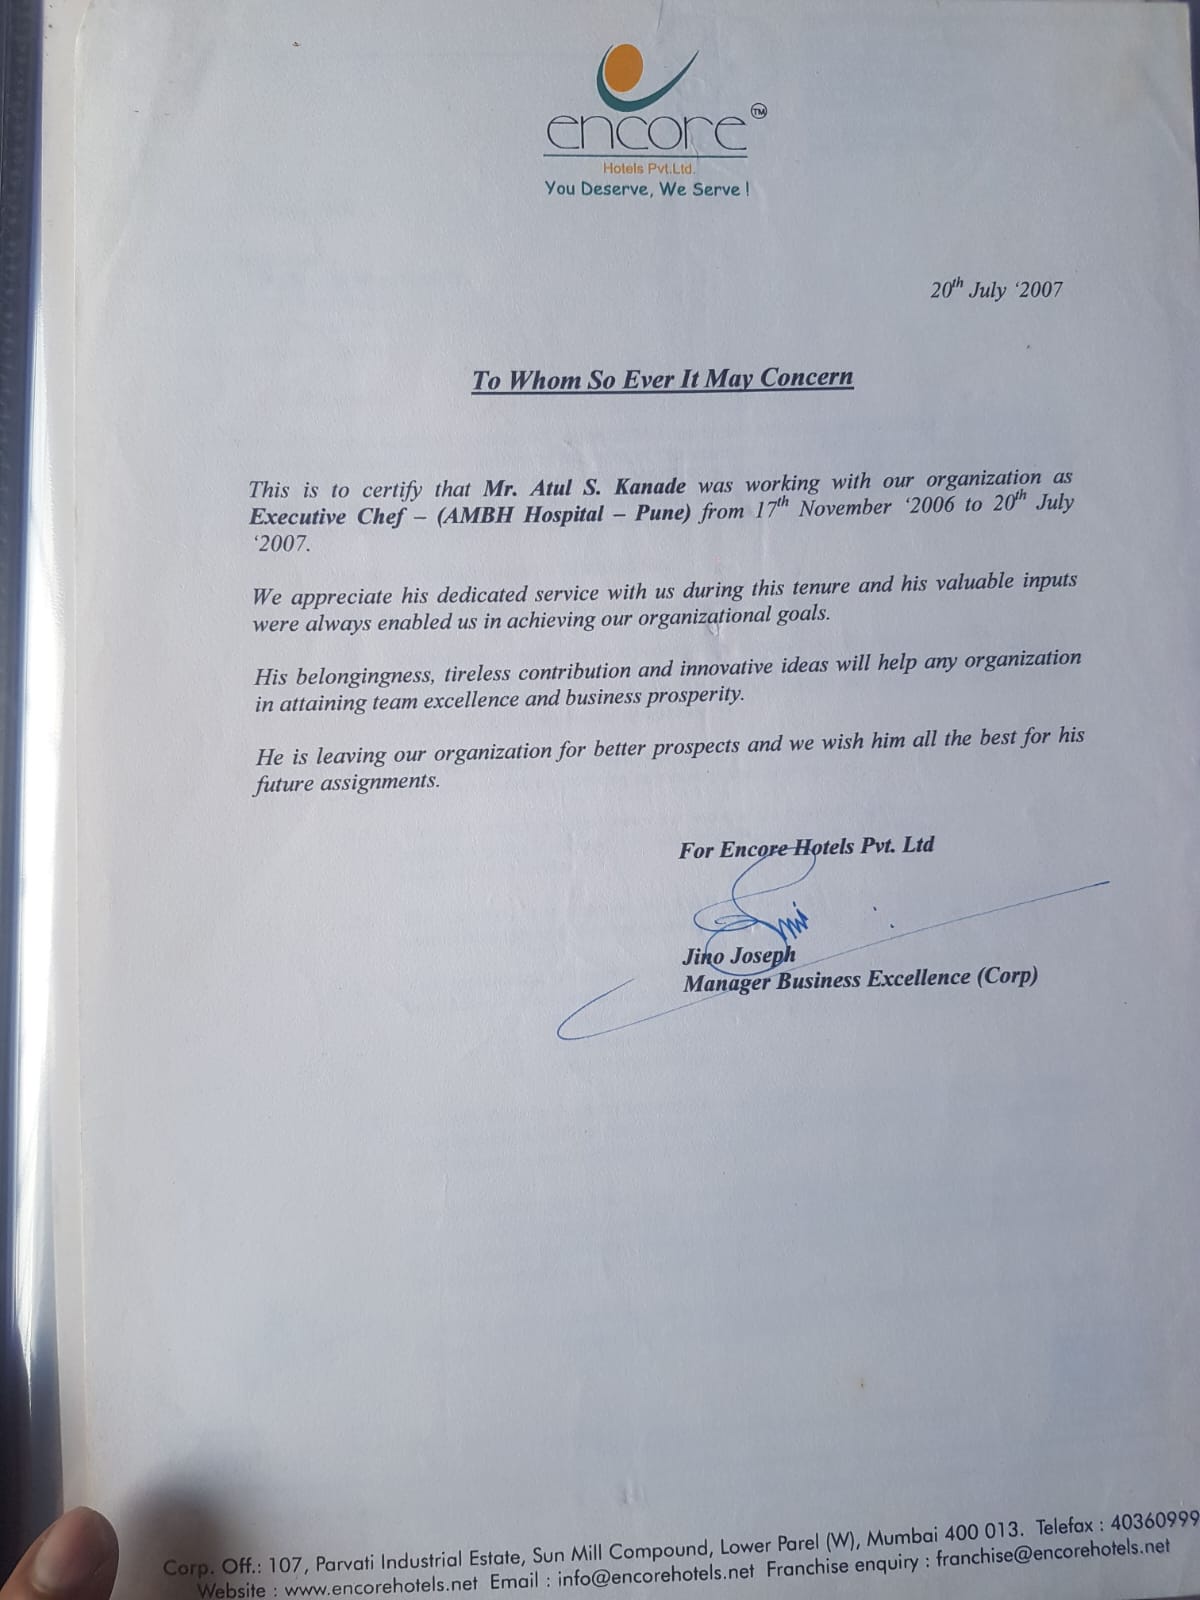 encore TM
Hotels Pvt.Ltd.
You Deserve, We Serve !
20th July ‘2007
To Whom So Ever It May Concern
This is to certify that Mr. Atul S. Kanade was working with our organization as
Executive Chef – (AMBH Hospital – Pune) from 17th November ‘2006 to 20th July
‘2007.
We appreciate his dedicated service with us during this tenure and his valuable inputs
were always enabled us in achieving our organizational goals.
His belongingness, tireless contribution and innovative ideas will help any organization
in attaining team excellence and business prosperity.
He is leaving our organization for better prospects and we wish him all the best for his
future assignments.
For Encore Hotels Pvt. Ltd
Jino Joseph
Manager Business Excellence (Corp)
Corp. Off.: 107, Parvati Industrial Estate, Sun Mill Compound, Lower Parel (W), Mumbai 400 013. Telefax : 40360999
Website : www.encorehotels.net Email : info@encorehotels.net Franchise enquiry : franchise@encorehotels.net